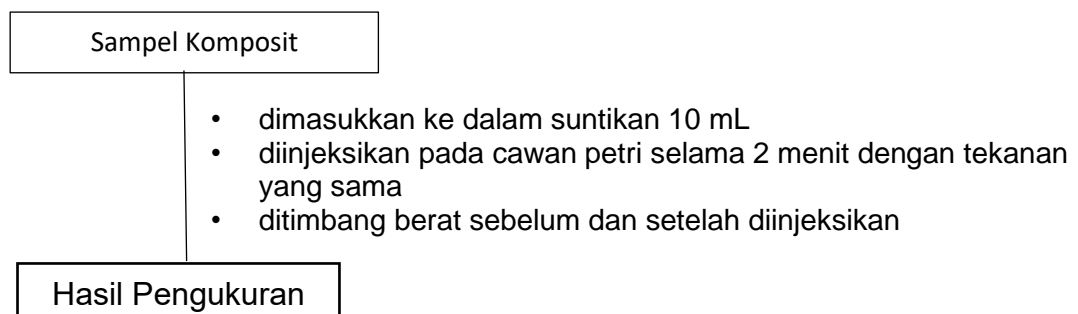 Sampel Komposit
• dimasukkan ke dalam suntikan 10 mL
• diinjeksikan pada cawan petri selama 2 menit dengan tekanan
yang sama
• ditimbang berat sebelum dan setelah diinjeksikan
Hasil Pengukuran